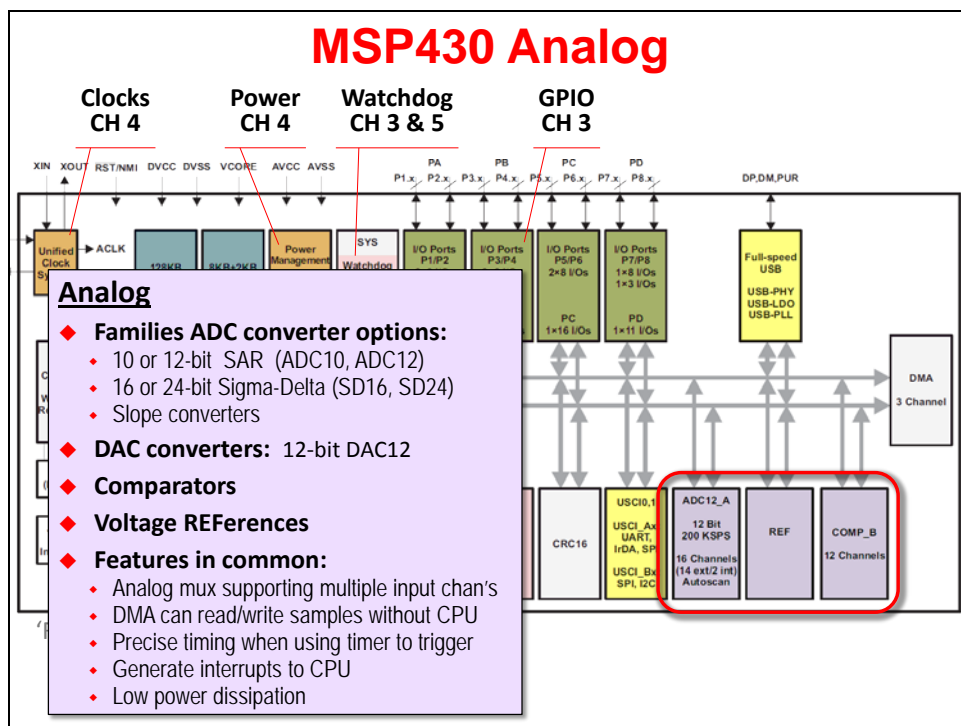 MSP430 Analog
Clocks
CH 4
Power
CH 4
Watchdog
CH 3 & 5
GPIO
CH 3
XIN XOUT RST/NMI DVCC DVSS VCORE AVCC AVSS
PA
P1.x P2.x
PB
P3.x P4.x
PC
P5.x P6.x
PD
P7.x P8.x
DP,DM,PUR
Unified
Clock
ACLK
128KB
8KB+2KB
Power
Management
SYS
Watchdog
I/O Ports
P1/P2
I/O Ports
P3/P4
I/O Ports
P5/P6
2×8 I/Os
PC
1×16 I/Os
I/O Ports
P7/P8
1×8 I/Os
1×3 I/Os
PD
1×11 I/Os
Full-speed
USB
USB-PHY
USB-LDO
USB-PLL
DMA
3 Channel
Analog
Families ADC converter options:
10 or 12-bit SAR (ADC10, ADC12)
16 or 24-bit Sigma-Delta (SD16, SD24)
Slope converters
DAC converters: 12-bit DAC12
Comparators
Voltage REFerences
Features in common:
Analog mux supporting multiple input chan's
DMA can read/write samples without CPU
Precise timing when using timer to trigger
Generate interrupts to CPU
Low power dissipation
CRC16
USCI0,1
USCI_Ax:
UART,
IrDA, SPI
USCI_Bx:
SPI, I2C
ADC12_A
12 Bit
200 KSPS
16 Channels
(14 ext/2 int)
Autoscan
REF
COMP_B
12 Channels